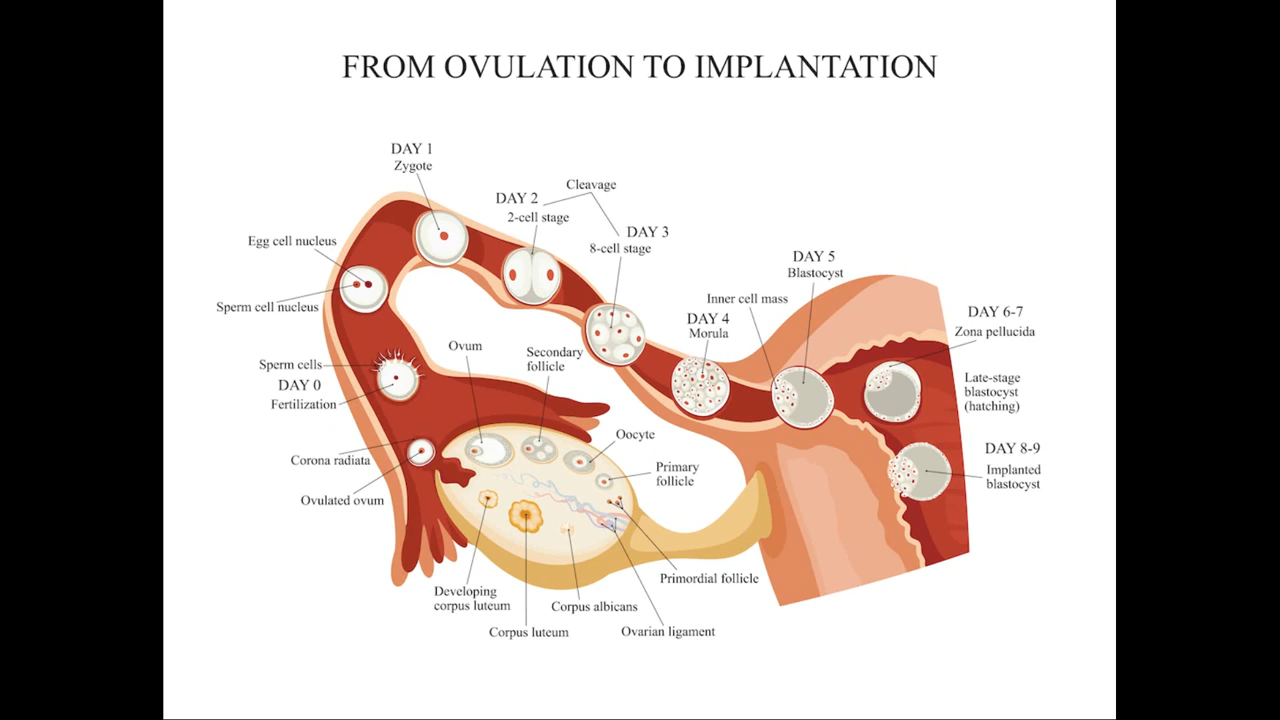 FROM OVULATION TO IMPLANTATION
DAY 1
Zygote
Cleavage
DAY 2
2-cell stage
DAY 3
8-cell stage
Egg cell nucleus
Sperm cell nucleus
DAY 5
Blastocyst
Inner cell mass
DAY 4
Morula
DAY 6-7
Zona pellucida
Late-stage
blastocyst
(hatching)
DAY 8-9
Implanted
blastocyst
Sperm cells
DAY 0
Fertilization
Ovum
Secondary
follicle
Oocyte
Primary
follicle
Corona radiata
Ovulated ovum
Primordial follicle
Developing
corpus luteum
Corpus albicans
Corpus luteum
Ovarian ligament